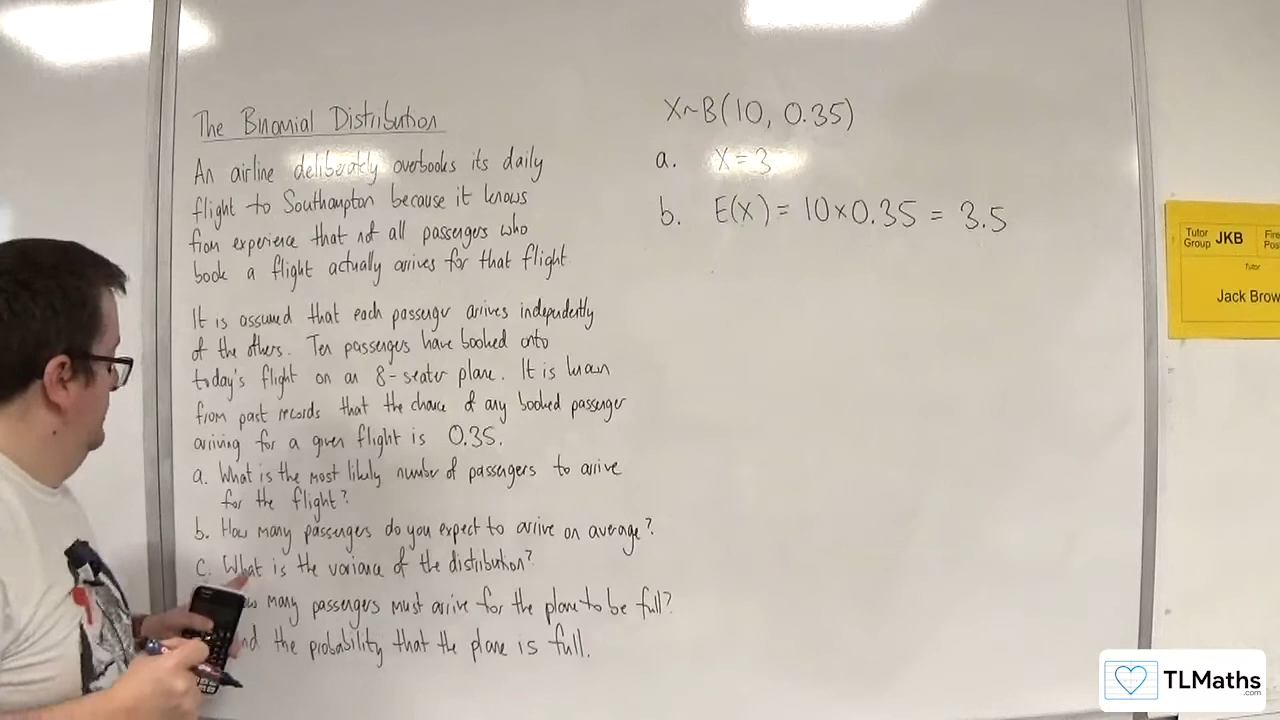 The Binomial Distribution
An airline deliberately overbooks its daily
flight to Southampton because it knows
from experience that not all passengers who
book a flight actually arrives for that flight
It is assumed that each passenger arrives independently
of the others. Ten passengers have booked onto
today's flight on an 8-seater plane. It is known
from past records that the chance of any booked passenger
arriving for a given flight is 0.35.
a. What is the most likely number of passengers to arrive
for the flight?
b. How many passengers do you expect to arrive on average?
c. What is the variance of the distribution?
many passengers must arrive for the plane to be full?
the probability that the plane is full.
X~B(10, 0.35)
a. X = 3
b. E(X) = 10×0.35 = 3.5
Tutor Group JKB
Tutor
Jack Brow
TLMaths
.com